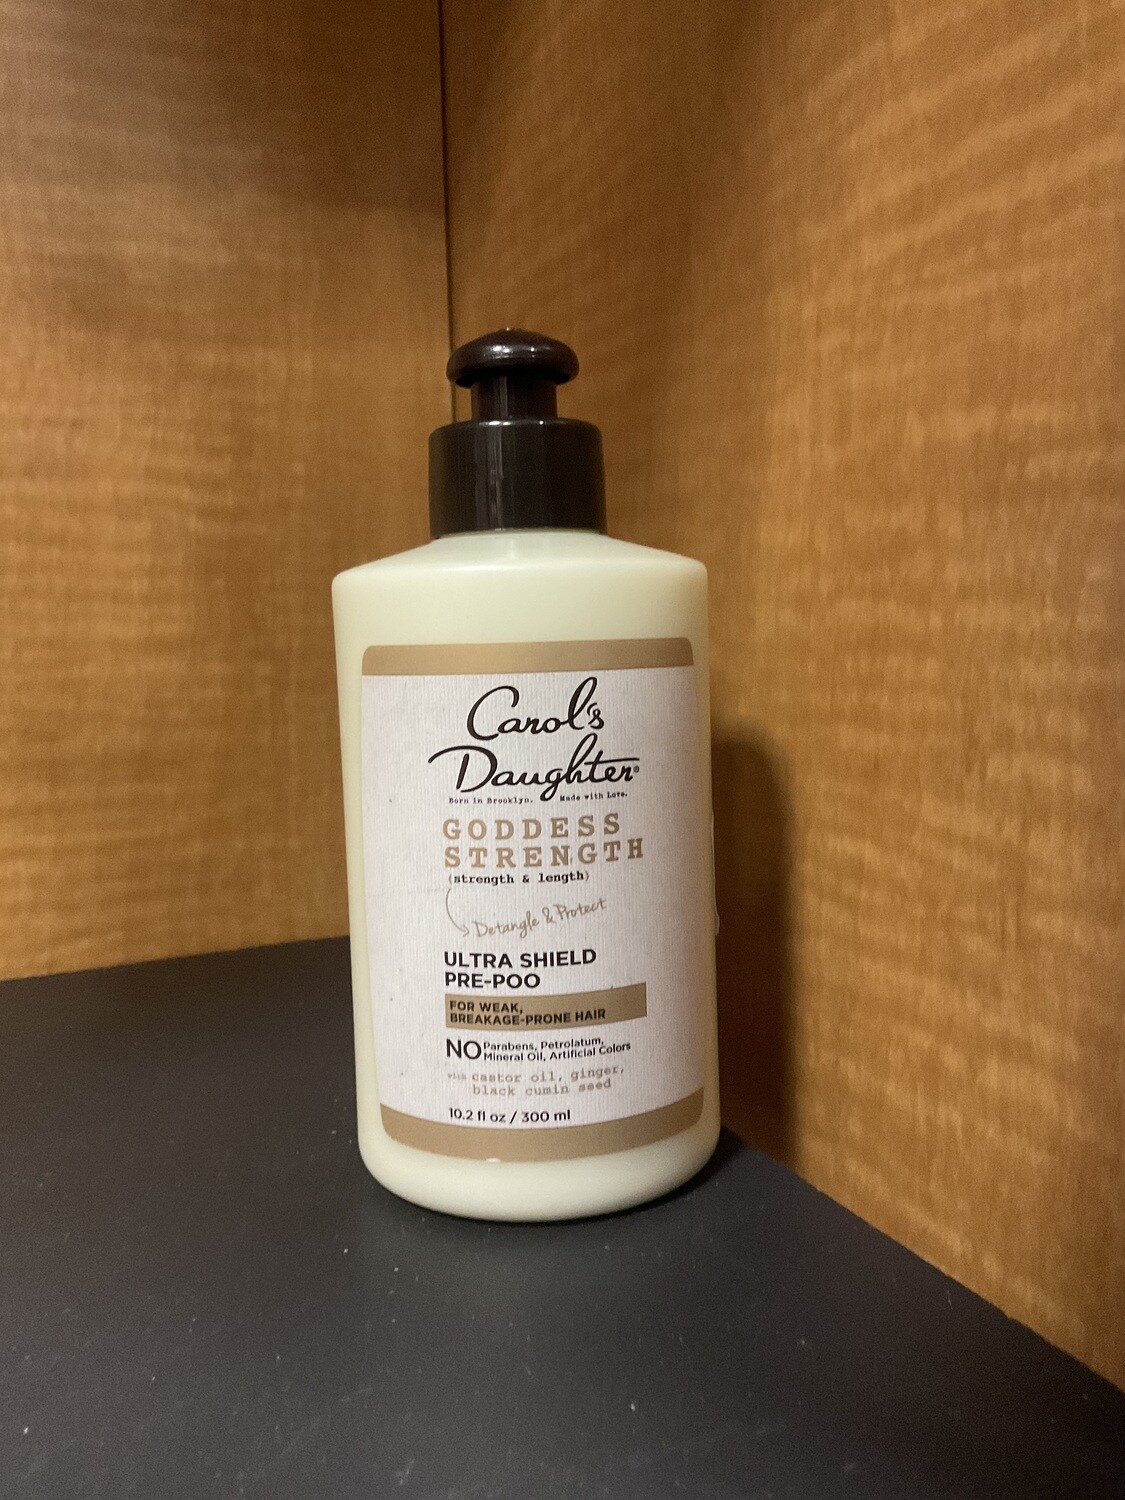 Carol's
Daughter®
Born in Brooklyn. Made with Love.
GODDESS
STRENGTH
(strength & length)
Detangle & Protect
ULTRA SHIELD
PRE-POO
FOR WEAK,
BREAKAGE-PRONE HAIR
NO Parabens, Petrolatum,
Mineral Oil, Artificial Colors
with castor oil, ginger,
black cumin seed
10.2 fl oz / 300 ml